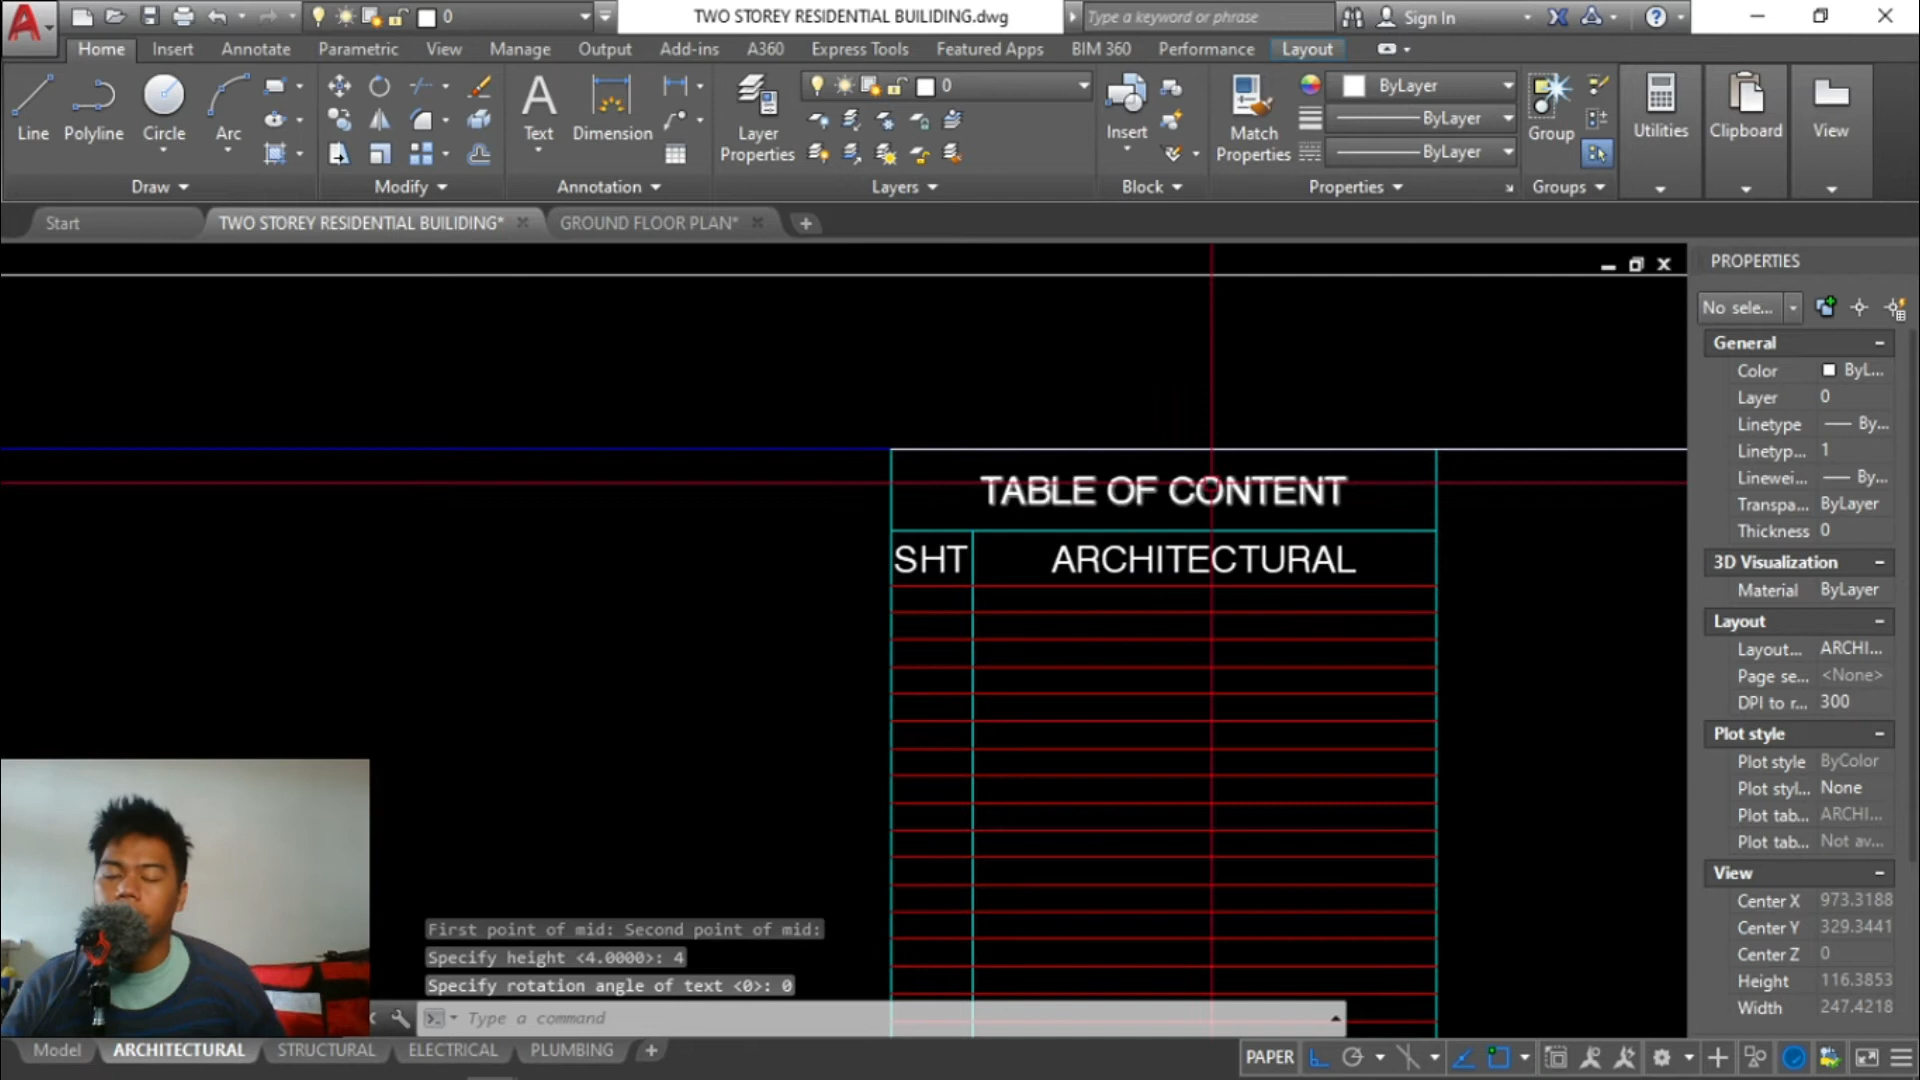 A
0
TWO STOREY RESIDENTIAL BUILIDING.dwg
Type a keyword or phrase
Sign In
Home Insert Annotate Parametric View Manage Output Add-ins A360 Express Tools Featured Apps BIM 360 Performance Layout
Line Polyline Circle Arc
Text Dimension
Layer Properties
0
Insert
Match Properties
ByLayer
ByLayer
ByLayer
Group
Utilities Clipboard View
Draw Modify Annotation Layers Block Properties Groups
Start TWO STOREY RESIDENTIAL BUILIDING* GROUND FLOOR PLAN*
PROPERTIES
No sele...
General
Color ByL...
Layer 0
Linetype By...
Linetyp... 1
Linewei... By...
Transpa... ByLayer
Thickness 0
3D Visualization
Material ByLayer
Layout
Layout... ARCHI...
Page se... <None>
DPI to r... 300
Plot style
Plot style ByColor
Plot styl... None
Plot tab... ARCHI...
Plot tab... Not av...
View
Center X 973.3188
Center Y 329.3441
Center Z 0
Height 116.3853
Width 247.4218
TABLE OF CONTENT
SHT ARCHITECTURAL
First point of mid: Second point of mid:
Specify height <4.0000>: 4
Specify rotation angle of text <0>: 0
Type a command
Model ARCHITECTURAL STRUCTURAL ELECTRICAL PLUMBING
PAPER